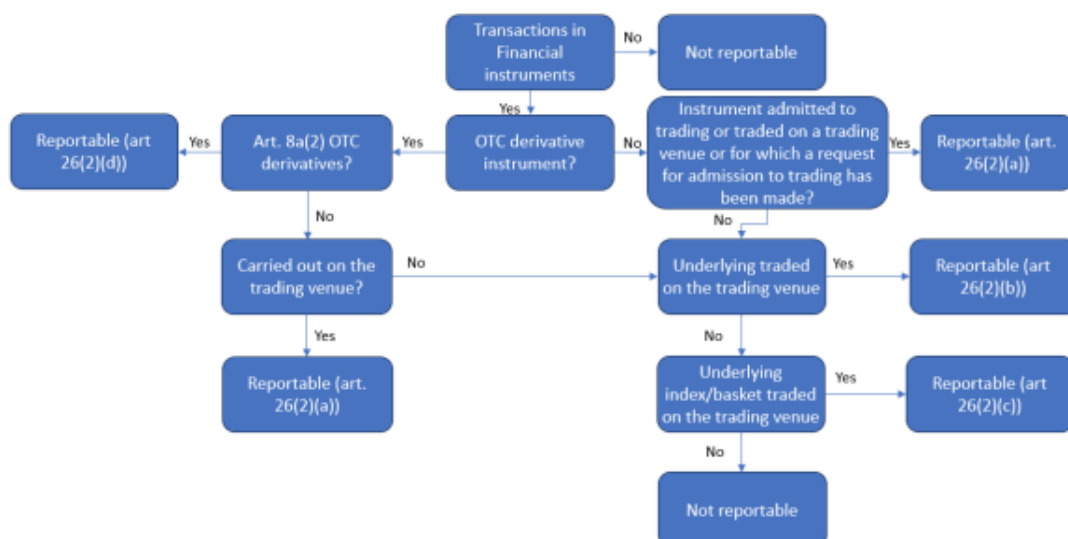 Transactions in
Financial
instruments
No
Not reportable
Yes
Reportable (art
26(2)(d))
Yes
Art. 8a(2) OTC
derivatives?
Yes
OTC derivative
instrument?
No
Instrument admitted to
trading or traded on a trading
venue or for which a request
for admission to trading has
been made?
Yes
Reportable (art.
26(2)(a))
No
No
Carried out on the
trading venue?
No
Underlying traded
on the trading venue
Yes
Reportable (art
26(2)(b))
Yes
No
Reportable (art.
26(2)(a))
Underlying
index/basket traded
on the trading venue
Yes
Reportable (art
26(2)(c))
No
Not reportable